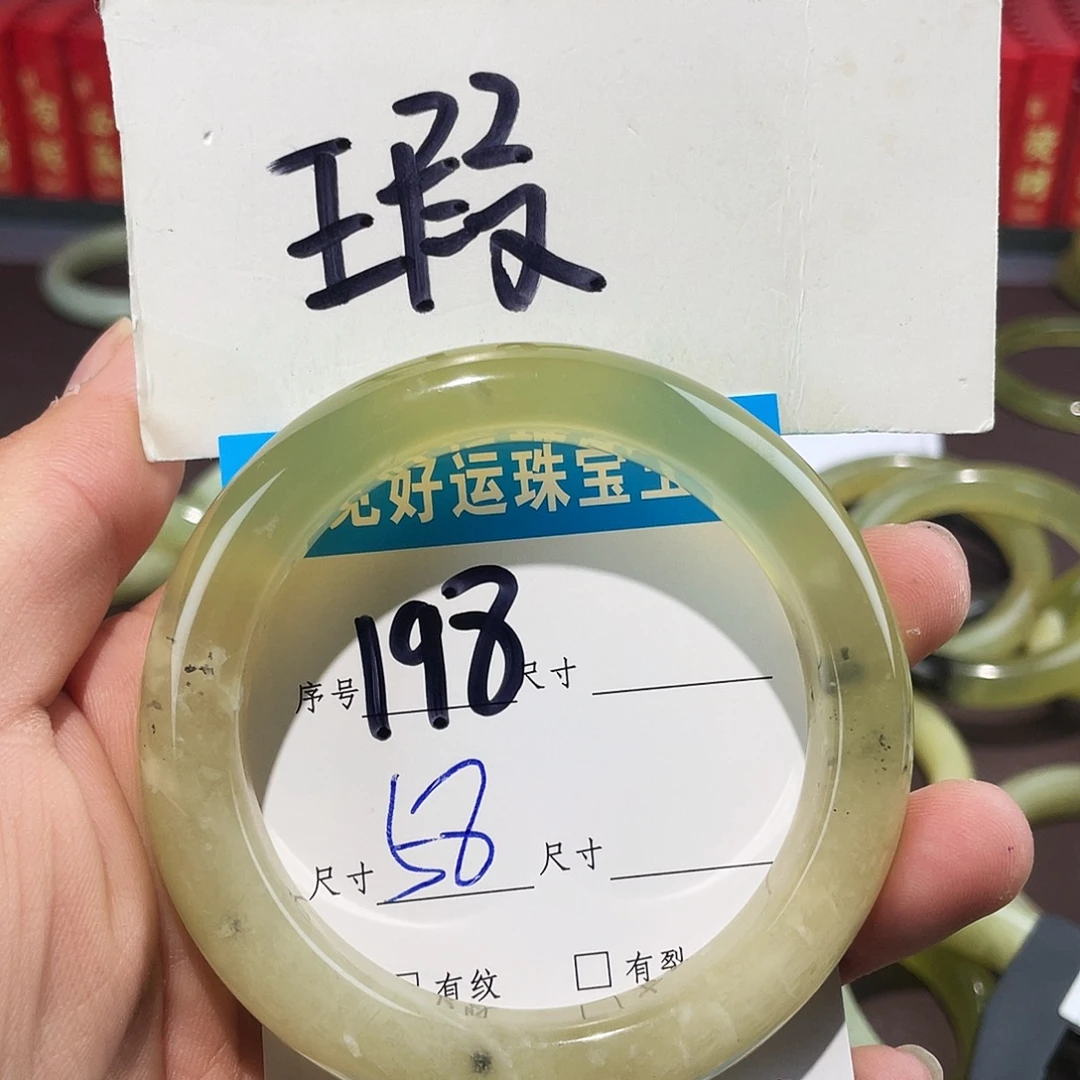 瑕
好运珠宝
序号198 尺寸
尺寸58 尺寸
有纹 有裂